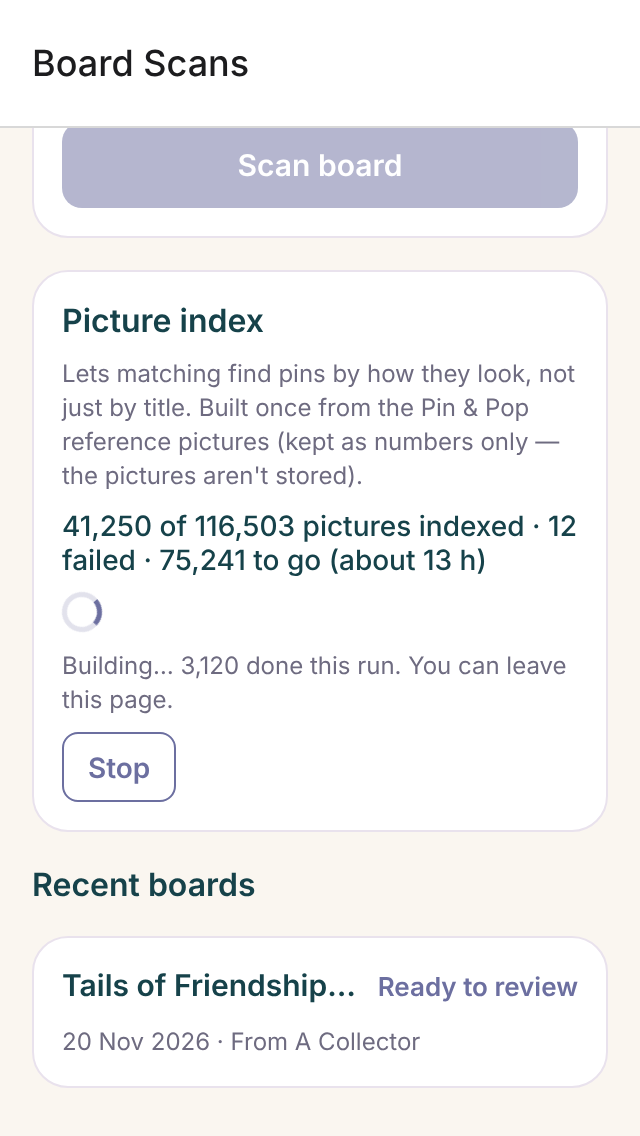 Board Scans
Scan board
Picture index
Lets matching find pins by how they look, not
just by title. Built once from the Pin & Pop
reference pictures (kept as numbers only —
the pictures aren't stored).
41,250 of 116,503 pictures indexed · 12
failed · 75,241 to go (about 13 h)
Building... 3,120 done this run. You can leave
this page.
Stop
Recent boards
Tails of Friendship... Ready to review
20 Nov 2026 · From A Collector